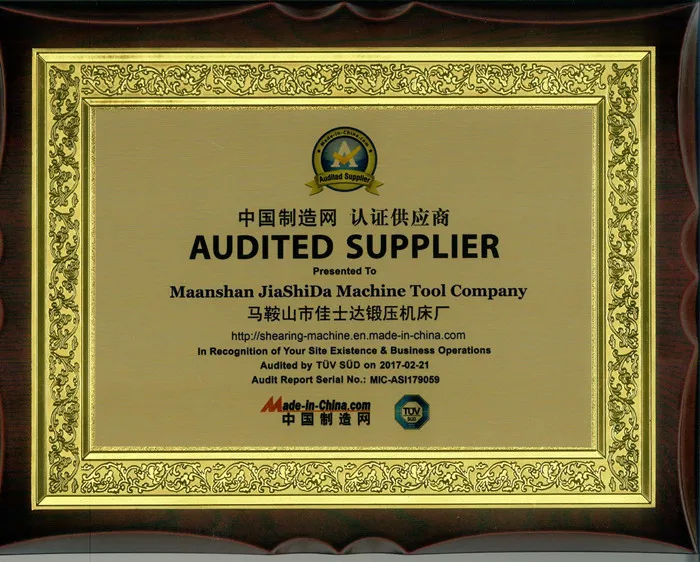 Made-in-China.com
Audited Supplier
中国制造网 认证供应商
AUDITED SUPPLIER
Presented To
Maanshan JiaShiDa Machine Tool Company
马鞍山市佳士达锻压机床厂
http://shearing-machine.en.made-in-china.com
In Recognition of Your Site Existence & Business Operations
Audited by TÜV SÜD on 2017-02-21
Audit Report Serial No.: MIC-ASI179059
Made-in-China.com
中国制造网
TÜV
SÜD